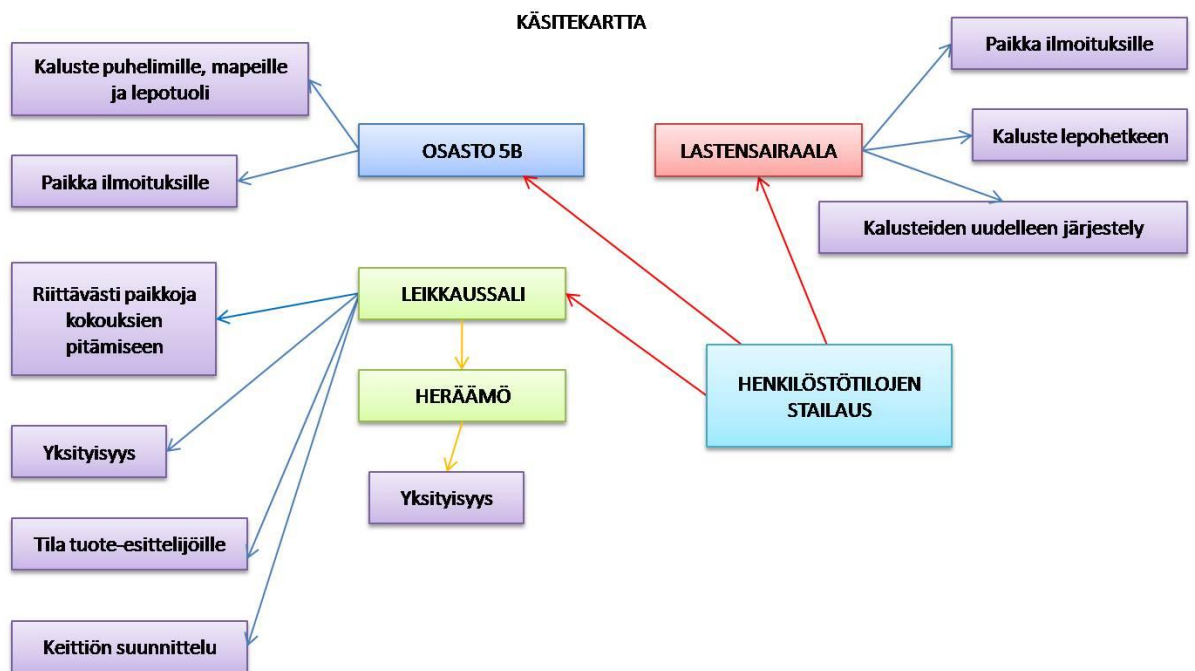 KÄSITEKARTTA
Kaluste puhelimille, mapeille
ja lepotuoli
Paikka ilmoituksille
OSASTO 5B
LASTENSAIRAALA
Paikka ilmoituksille
Kaluste lepohetkeen
Kalusteiden uudelleen järjestely
Riittävästi paikkoja
kokouksien
pitämiseen
LEIKKAUSSALI
HERÄÄMÖ
HENKILÖSTÖTILOJEN
STAILAUS
Yksityisyys
Yksityisyys
Tila tuote-esittelijöille
Keittiön suunnittelu